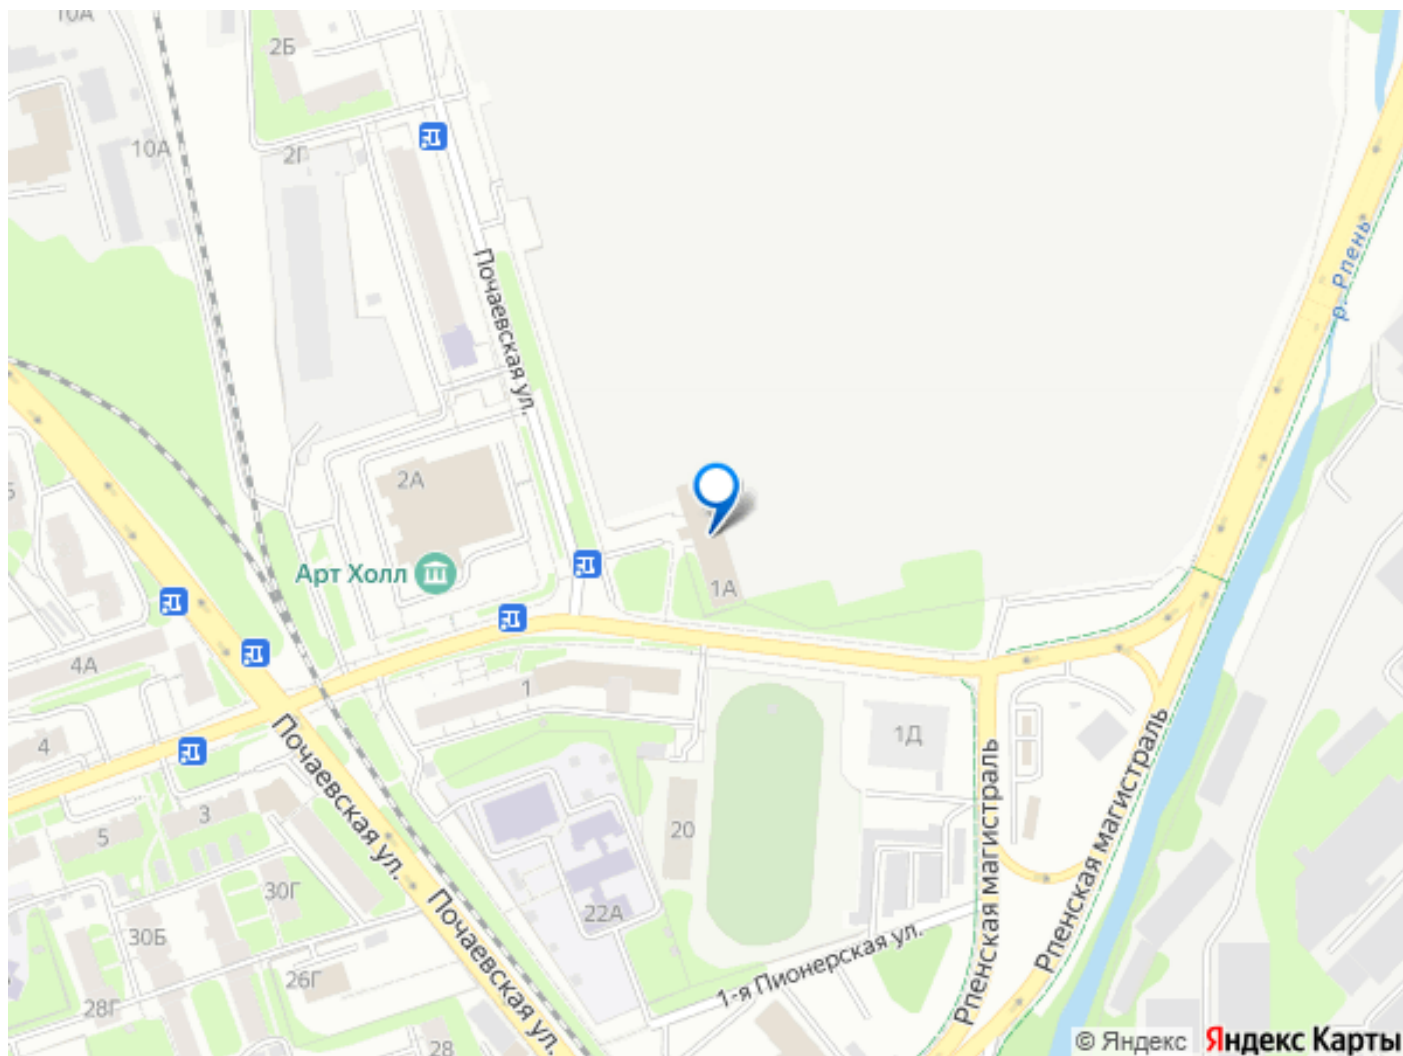 10А
2Б
10А
2Г
Почаевская ул.
р. Рпень
2А
Арт Холл
1А
4А
1
4
1Д
Почаевская ул.
3
5
20
Рпенская магистраль
Рпенская магистраль
30Г
22А
30Б
Почаевская ул.
1-я Пионерская ул.
26Г
28Г
28
© Яндекс Яндекс Карты